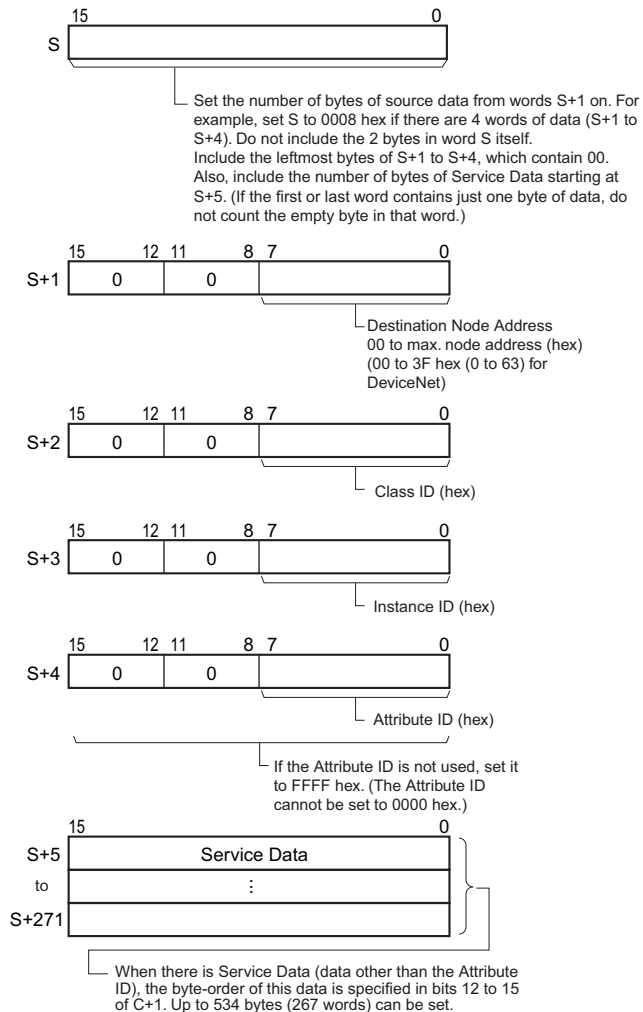 15 0
S
Set the number of bytes of source data from words S+1 on. For
example, set S to 0008 hex if there are 4 words of data (S+1 to
S+4). Do not include the 2 bytes in word S itself.
Include the leftmost bytes of S+1 to S+4, which contain 00.
Also, include the number of bytes of Service Data starting at
S+5. (If the first or last word contains just one byte of data, do
not count the empty byte in that word.)
15 12 11 8 7 0
S+1 0 0
Destination Node Address
00 to max. node address (hex)
(00 to 3F hex (0 to 63) for
DeviceNet)
15 12 11 8 7 0
S+2 0 0
Class ID (hex)
15 12 11 8 7 0
S+3 0 0
Instance ID (hex)
15 12 11 8 7 0
S+4 0 0
Attribute ID (hex)
If the Attribute ID is not used, set it
to FFFF hex. (The Attribute ID
cannot be set to 0000 hex.)
15 0
S+5 Service Data
to ⋮
S+271
When there is Service Data (data other than the Attribute
ID), the byte-order of this data is specified in bits 12 to 15
of C+1. Up to 534 bytes (267 words) can be set.